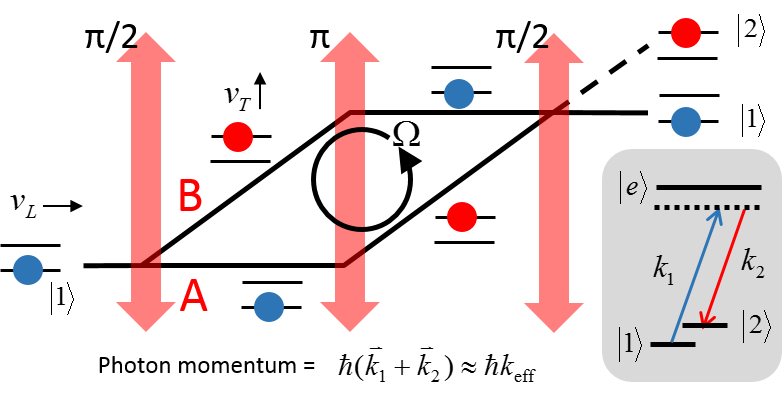 π/2
π
π/2
|2⟩
v_T
|1⟩
Ω
B
v_L
|e⟩
A
k_1
k_2
|1⟩
|2⟩
|1⟩
Photon momentum = ħ(k⃗_1 + k⃗_2) ≈ ħk_eff